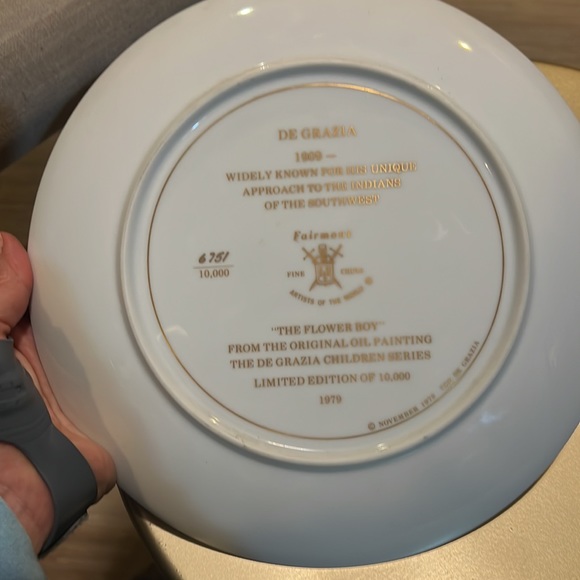 DE GRAZIA
1909 —
WIDELY KNOWN FOR HIS UNIQUE
APPROACH TO THE INDIANS
OF THE SOUTHWEST
6751
10,000
Fairmont
FINE CHINA
ARTISTS OF THE WORLD ®
"THE FLOWER BOY"
FROM THE ORIGINAL OIL PAINTING
THE DE GRAZIA CHILDREN SERIES
LIMITED EDITION OF 10,000
1979
© NOVEMBER 1979 TED DE GRAZIA